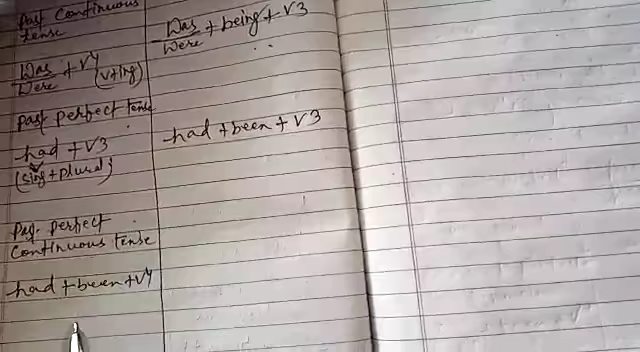 Past Continuous
tense
Was
Were + V4
(V+ing)
Was
Were + being + V3
Past perfect tense
had + V3
(sing + plural)
had + been + V3
Pas. perfect
Continuous tense
had + been + V4